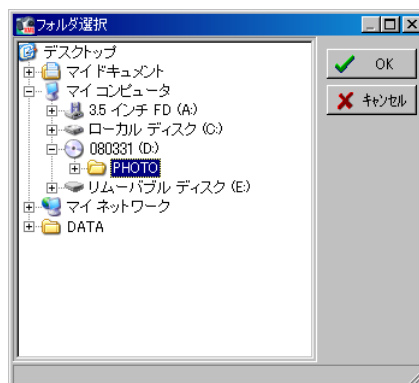 フォルダ選択
デスクトップ
マイ ドキュメント
マイ コンピュータ
3.5 インチ FD (A:)
ローカル ディスク (C:)
080331 (D:)
PHOTO
リムーバブル ディスク (E:)
マイ ネットワーク
DATA
OK
キャンセル